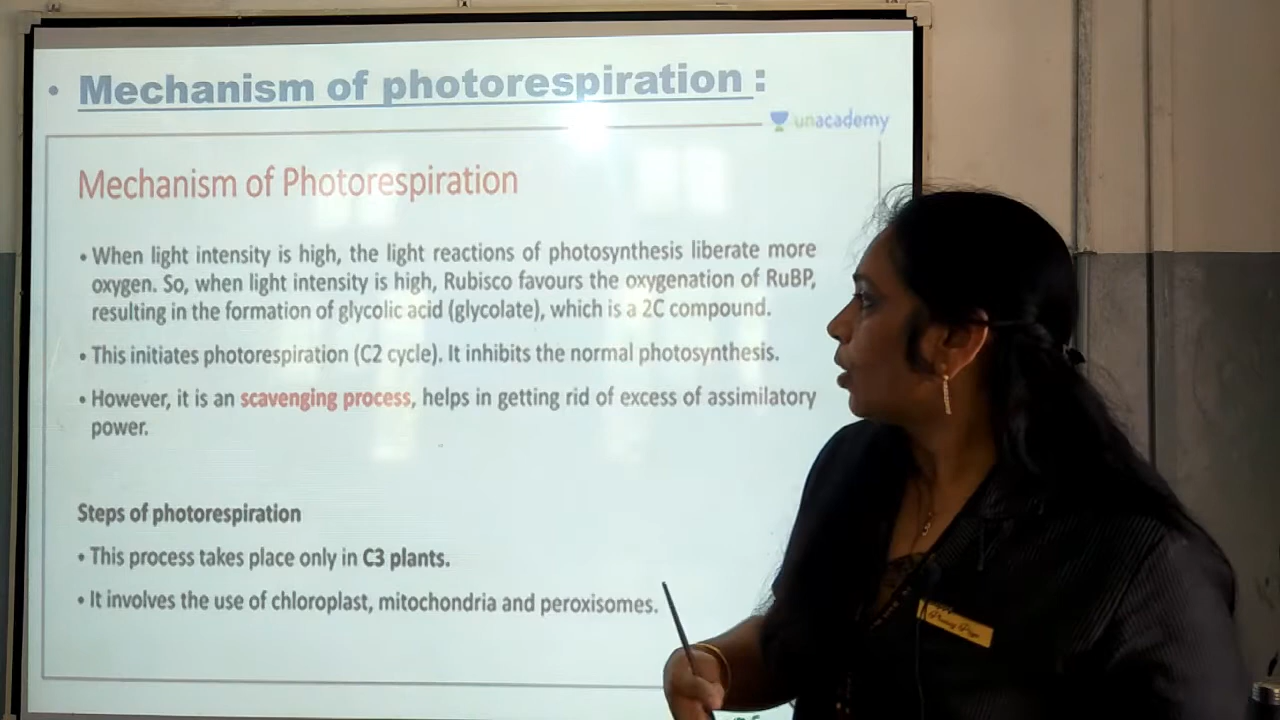 • Mechanism of photorespiration :
unacademy
Mechanism of Photorespiration
• When light intensity is high, the light reactions of photosynthesis liberate more
oxygen. So, when light intensity is high, Rubisco favours the oxygenation of RuBP,
resulting in the formation of glycolic acid (glycolate), which is a 2C compound.
• This initiates photorespiration (C2 cycle). It inhibits the normal photosynthesis.
• However, it is an scavenging process, helps in getting rid of excess of assimilatory
power.
Steps of photorespiration
• This process takes place only in C3 plants.
• It involves the use of chloroplast, mitochondria and peroxisomes.